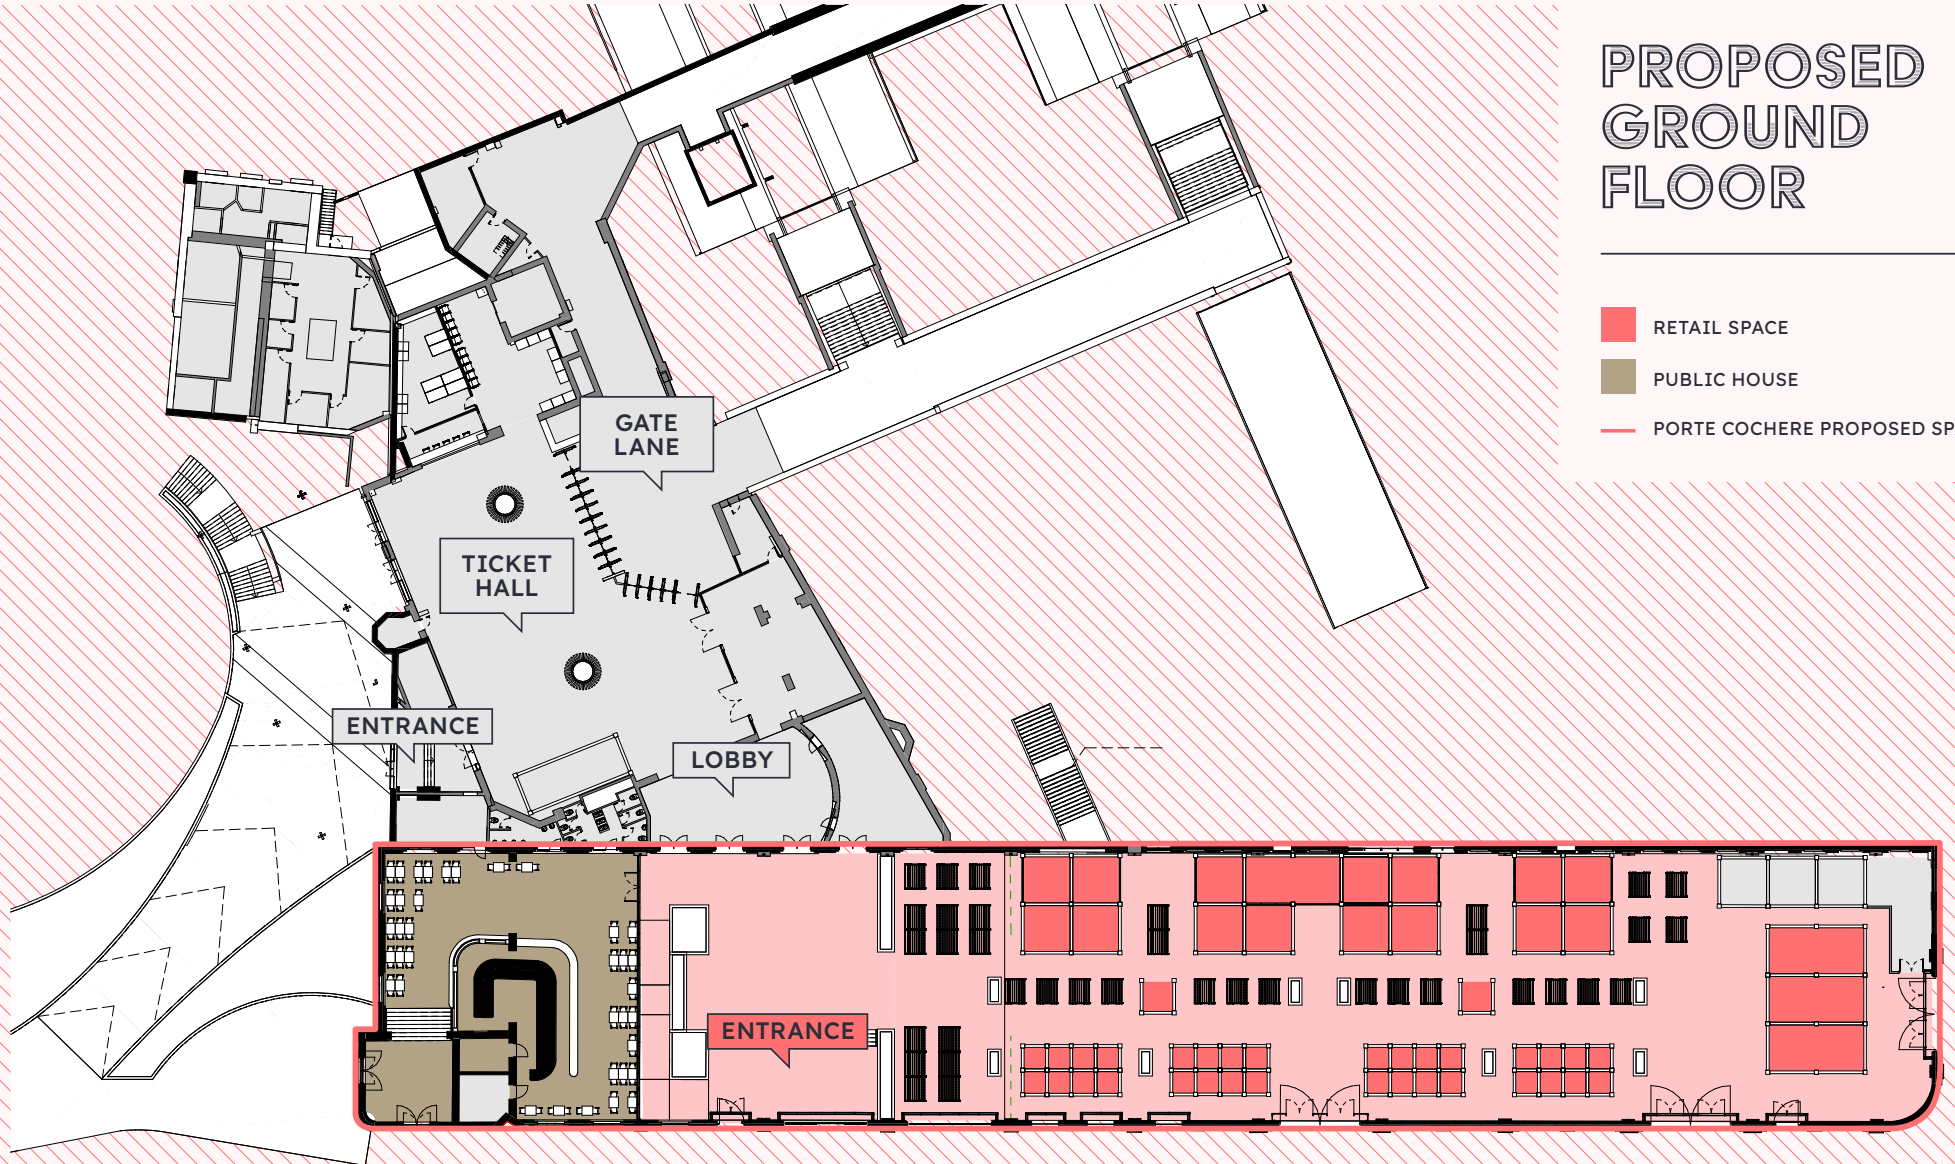 PROPOSED
GROUND
FLOOR
RETAIL SPACE
PUBLIC HOUSE
PORTE COCHERE PROPOSED SP
GATE
LANE
TICKET
HALL
ENTRANCE
LOBBY
ENTRANCE